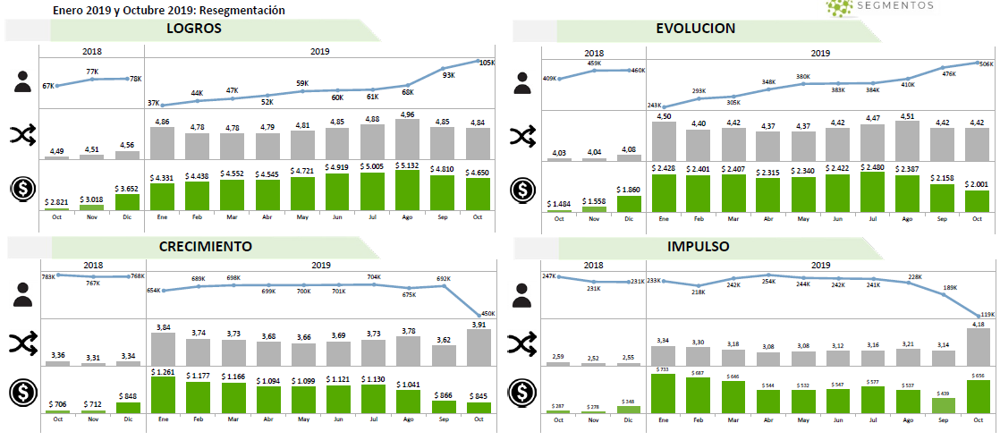 Enero 2019 y Octubre 2019: Resegmentación
SEGMENTOS
LOGROS
2018 2019
67K 77K 78K 37K 44K 47K 52K 59K 60K 61K 68K 93K 105K
4,49 4,51 4,56 4,86 4,78 4,78 4,79 4,81 4,85 4,88 4,96 4,85 4,84
$ 2.821 $ 3.018 $ 3.652 $ 4.331 $ 4.438 $ 4.552 $ 4.545 $ 4.721 $ 4.919 $ 5.005 $ 5.132 $ 4.810 $ 4.650
Oct Nov Dic Ene Feb Mar Abr May Jun Jul Ago Sep Oct
EVOLUCION
2018 2019
409K 459K 460K 243K 293K 305K 348K 380K 383K 384K 410K 476K 506K
4,03 4,04 4,08 4,50 4,40 4,42 4,37 4,37 4,42 4,47 4,51 4,42 4,42
$ 1.484 $ 1.558 $ 1.860 $ 2.428 $ 2.401 $ 2.407 $ 2.315 $ 2.340 $ 2.422 $ 2.480 $ 2.387 $ 2.158 $ 2.001
Oct Nov Dic Ene Feb Mar Abr May Jun Jul Ago Sep Oct
CRECIMIENTO
2018 2019
783K 767K 768K 654K 689K 698K 699K 700K 701K 704K 675K 692K 450K
3,36 3,31 3,34 3,84 3,74 3,73 3,68 3,66 3,69 3,73 3,78 3,62 3,91
$ 706 $ 712 $ 848 $ 1.261 $ 1.177 $ 1.166 $ 1.094 $ 1.099 $ 1.121 $ 1.130 $ 1.041 $ 866 $ 845
Oct Nov Dic Ene Feb Mar Abr May Jun Jul Ago Sep Oct
IMPULSO
2018 2019
247K 231K 231K 233K 218K 242K 254K 244K 242K 241K 228K 189K 119K
2,59 2,52 2,55 3,34 3,30 3,18 3,08 3,08 3,12 3,16 3,21 3,14 4,18
$ 287 $ 278 $ 348 $ 733 $ 687 $ 646 $ 544 $ 532 $ 547 $ 577 $ 537 $ 439 $ 656
Oct Nov Dic Ene Feb Mar Abr May Jun Jul Ago Sep Oct